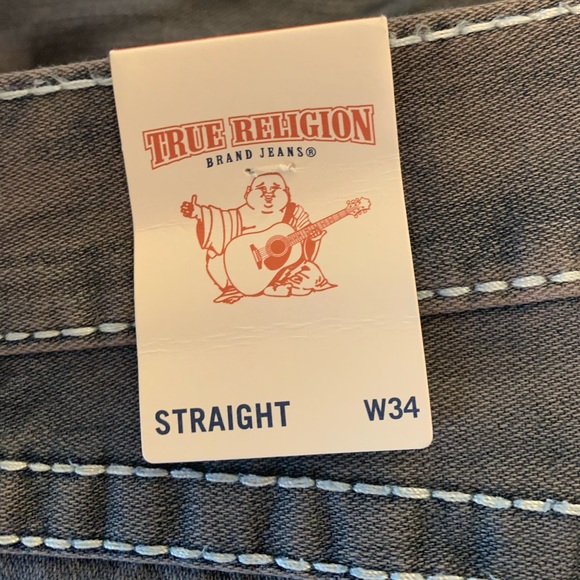 TRUE RELIGION
BRAND JEANS®
STRAIGHT W34